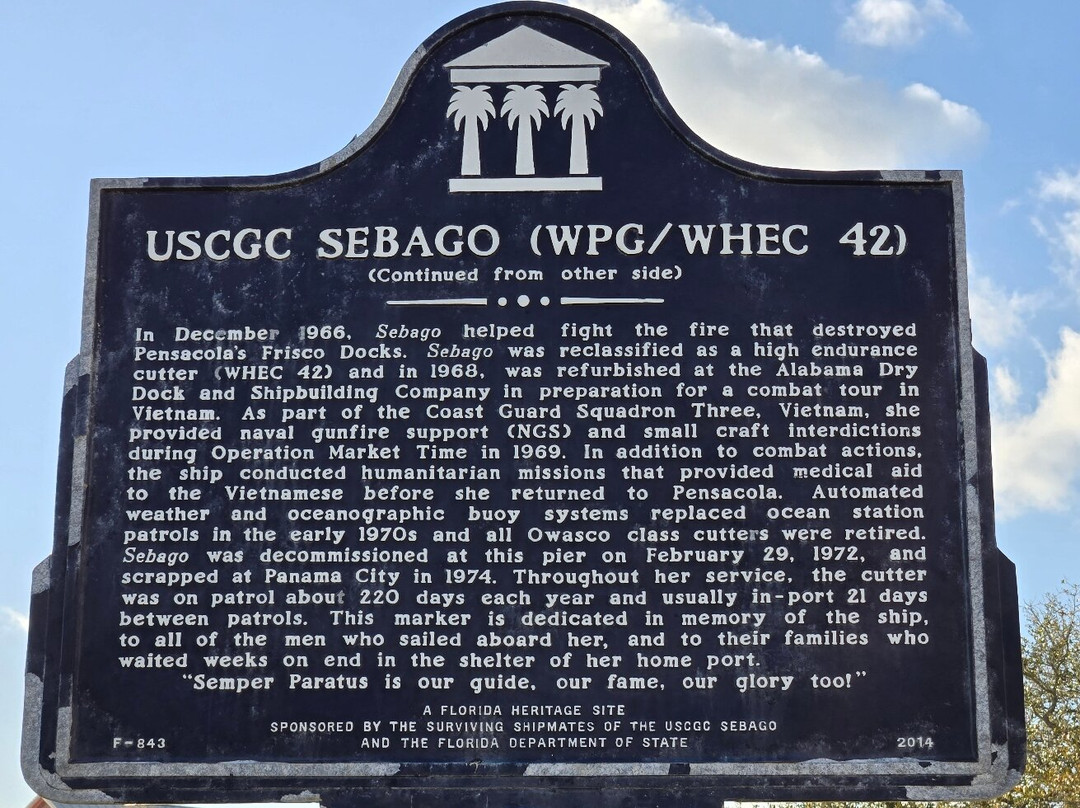 USCGC SEBAGO (WPG/WHEC 42)
(Continued from other side)
In December 1966, Sebago helped fight the fire that destroyed
Pensacola's Frisco Docks. Sebago was reclassified as a high endurance
cutter (WHEC 42) and in 1968, was refurbished at the Alabama Dry
Dock and Shipbuilding Company in preparation for a combat tour in
Vietnam. As part of the Coast Guard Squadron Three, Vietnam, she
provided naval gunfire support (NGS) and small craft interdictions
during Operation Market Time in 1969. In addition to combat actions,
the ship conducted humanitarian missions that provided medical aid
to the Vietnamese before she returned to Pensacola. Automated
weather and oceanographic buoy systems replaced ocean station
patrols in the early 1970s and all Owasco class cutters were retired.
Sebago was decommissioned at this pier on February 29, 1972, and
scrapped at Panama City in 1974. Throughout her service, the cutter
was on patrol about 220 days each year and usually in-port 21 days
between patrols. This marker is dedicated in memory of the ship,
to all of the men who sailed aboard her, and to their families who
waited weeks on end in the shelter of her home port.
"Semper Paratus is our guide, our fame, our glory too!"
A FLORIDA HERITAGE SITE
SPONSORED BY THE SURVIVING SHIPMATES OF THE USCGC SEBAGO
AND THE FLORIDA DEPARTMENT OF STATE
F-843
2014